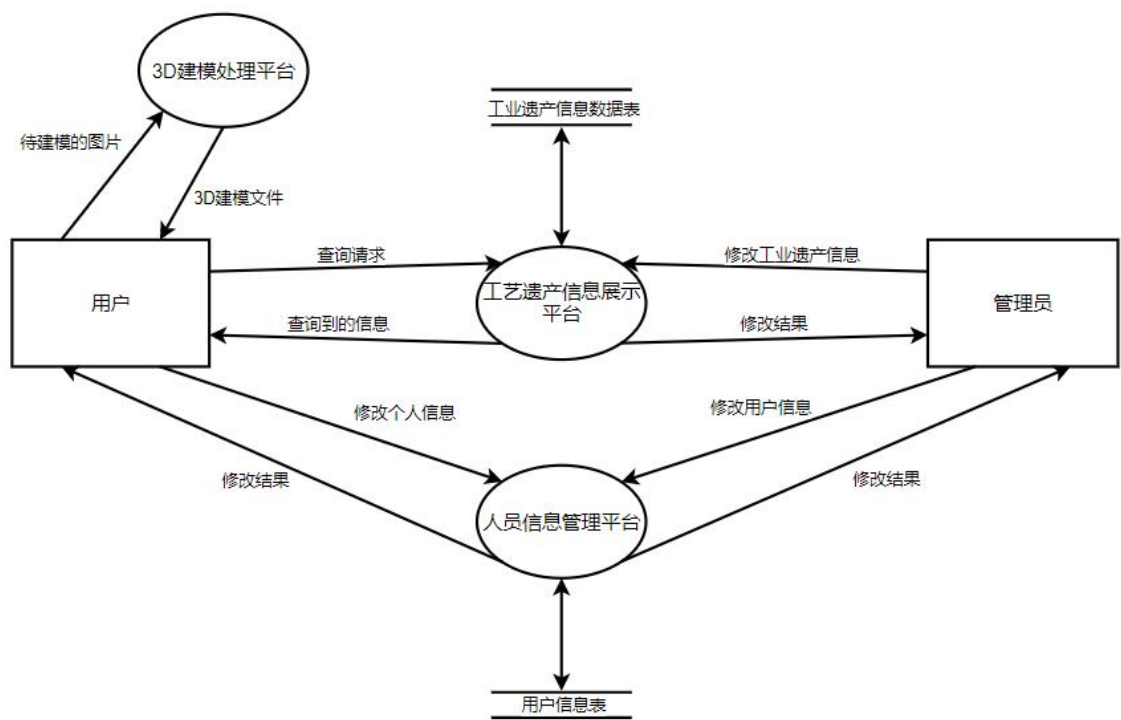 3D建模处理平台
工业遗产信息数据表
待建模的图片
3D建模文件
查询请求
修改工业遗产信息
用户
工艺遗产信息展示
平台
管理员
查询到的信息
修改结果
修改个人信息
修改用户信息
修改结果
修改结果
人员信息管理平台
用户信息表